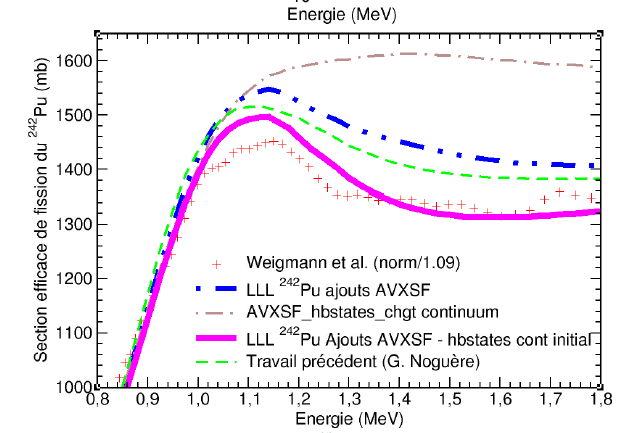 Energie (MeV)
Section efficace de fission du ²⁴²Pu (mb)
1600
1500
1400
1300
1200
1100
1000
Weigmann et al. (norm/1.09)
LLL ²⁴²Pu ajouts AVXSF
AVXSF_hbstates_chgt continuum
LLL ²⁴²Pu Ajouts AVXSF - hbstates cont initial
Travail précédent (G. Noguère)
0,8 0,9 1,0 1,1 1,2 1,3 1,4 1,5 1,6 1,7 1,8
Energie (MeV)